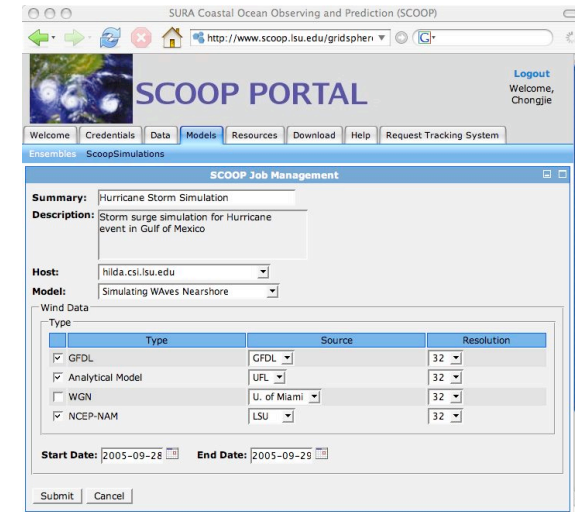 SURA Coastal Ocean Observing and Prediction (SCOOP)
http://www.scoop.lsu.edu/gridsphere
G
SCOOP PORTAL
Logout
Welcome,
Chongjie
Welcome Credentials Data Models Resources Download Help Request Tracking System
Ensembles ScoopSimulations
SCOOP Job Management
Summary: Hurricane Storm Simulation
Description: Storm surge simulation for Hurricane
event in Gulf of Mexico
Host: hilda.csi.lsu.edu
Model: Simulating WAves Nearshore
Wind Data
Type
Type Source Resolution
GFDL GFDL 32
Analytical Model UFL 32
WGN U. of Miami 32
NCEP-NAM LSU 32
Start Date: 2005-09-28 End Date: 2005-09-29
Submit Cancel